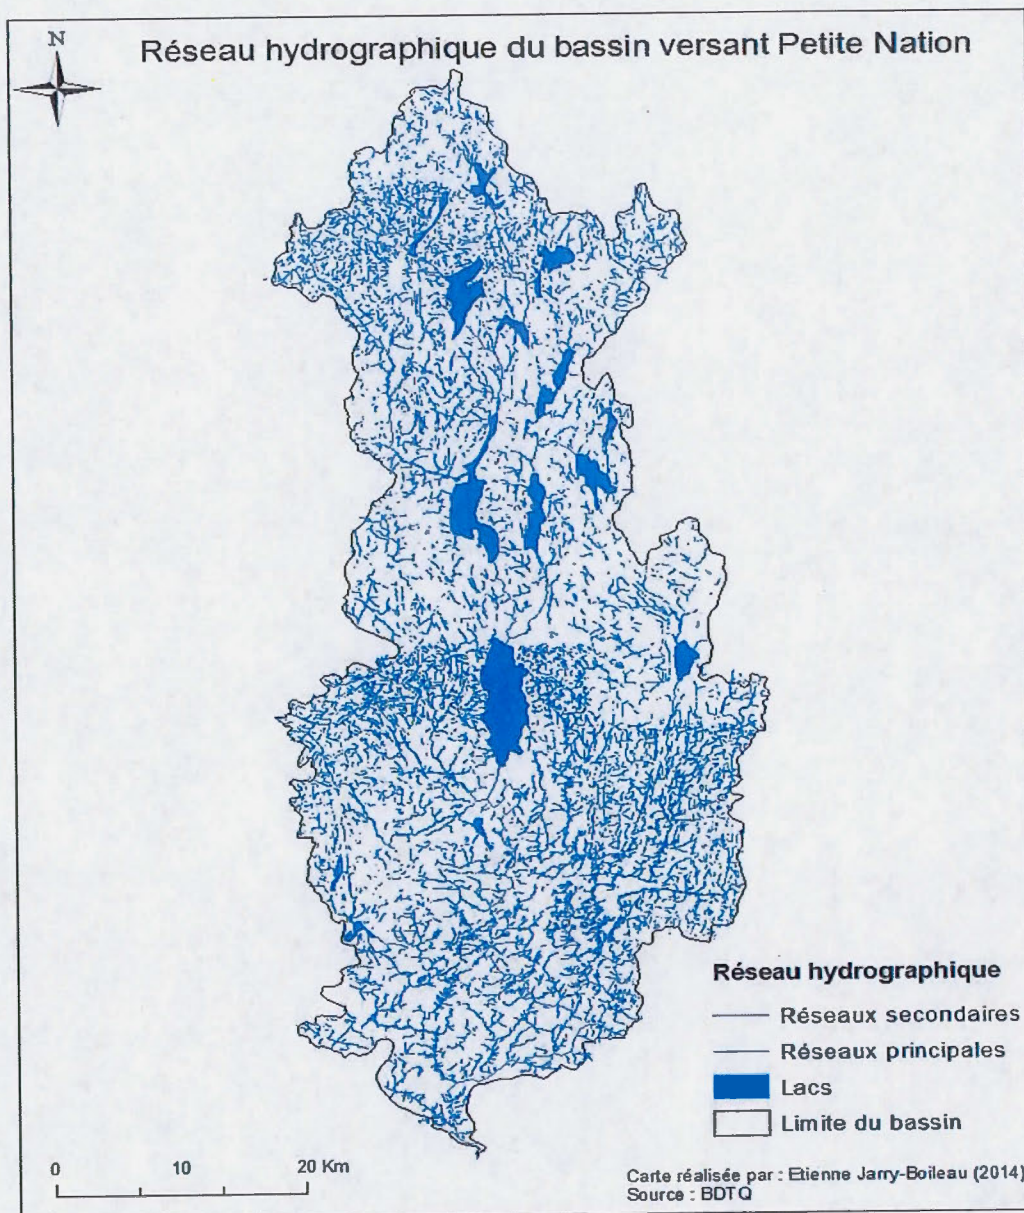 N
Réseau hydrographique du bassin versant Petite Nation
Réseau hydrographique
Réseaux secondaires
Réseaux principales
Lacs
Limite du bassin
0 10 20 Km
Carte réalisée par : Etienne Jarry-Boileau (2014)
Source : BDTQ